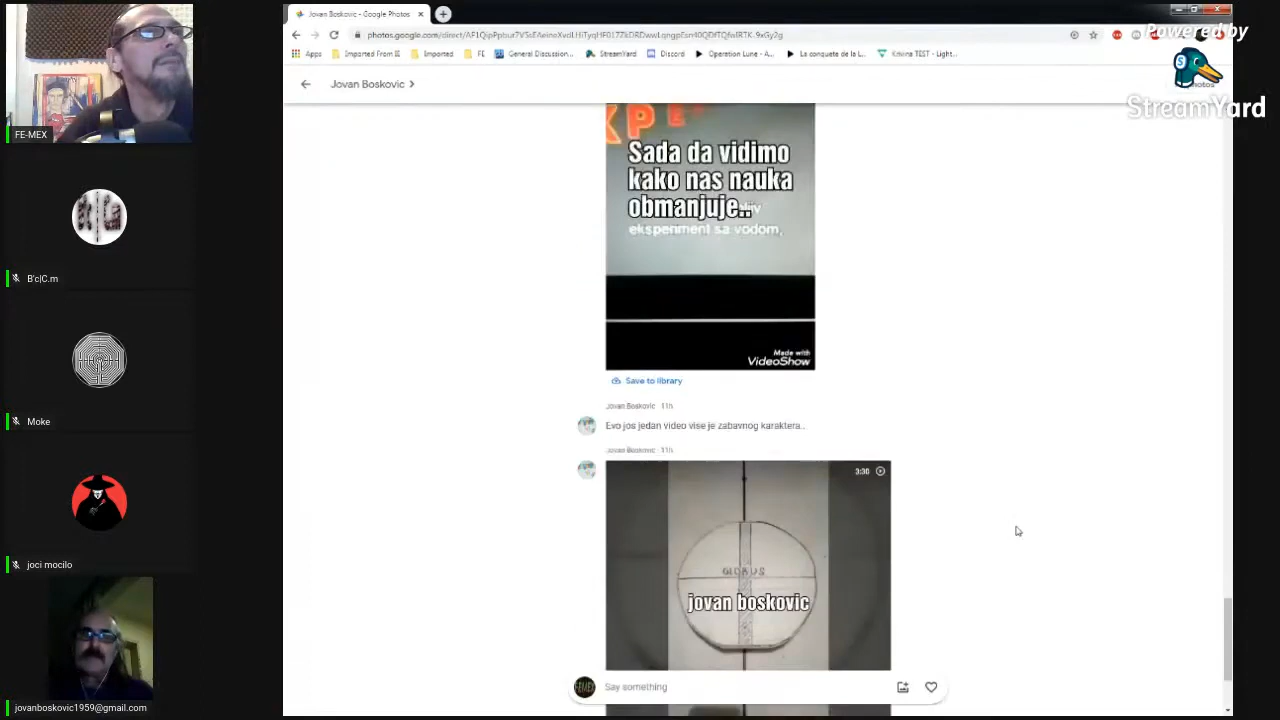 Jovan Boskovic - Google Photos
Apps
Imported From IE
Imported
FE
General Discussion...
StreamYard
Discord
Operation Lune - A...
La conquete de la L...
Light...
Powered by
StreamYard
Jovan Boskovic
FE-MEX
B'c|C.m
Moke
joci mocilo
jovanboskovic1959@gmail.com
Sada da vidimo
kako nas nauka
obmanjuje..
eksperiment sa vodom,
Made with
VideoShow
Save to library
Jovan Boskovic · 11h
Evo jos jedan video vise je zabavnog karaktera..
Jovan Boskovic · 11h
3:30
GLOBUS
jovan boskovic
FEMEX
Say something